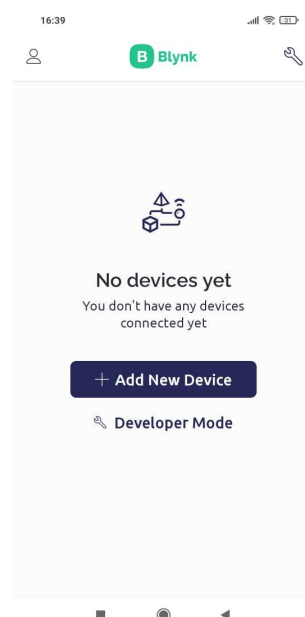 16:39
31
B Blynk
No devices yet
You don't have any devices
connected yet
+ Add New Device
Developer Mode